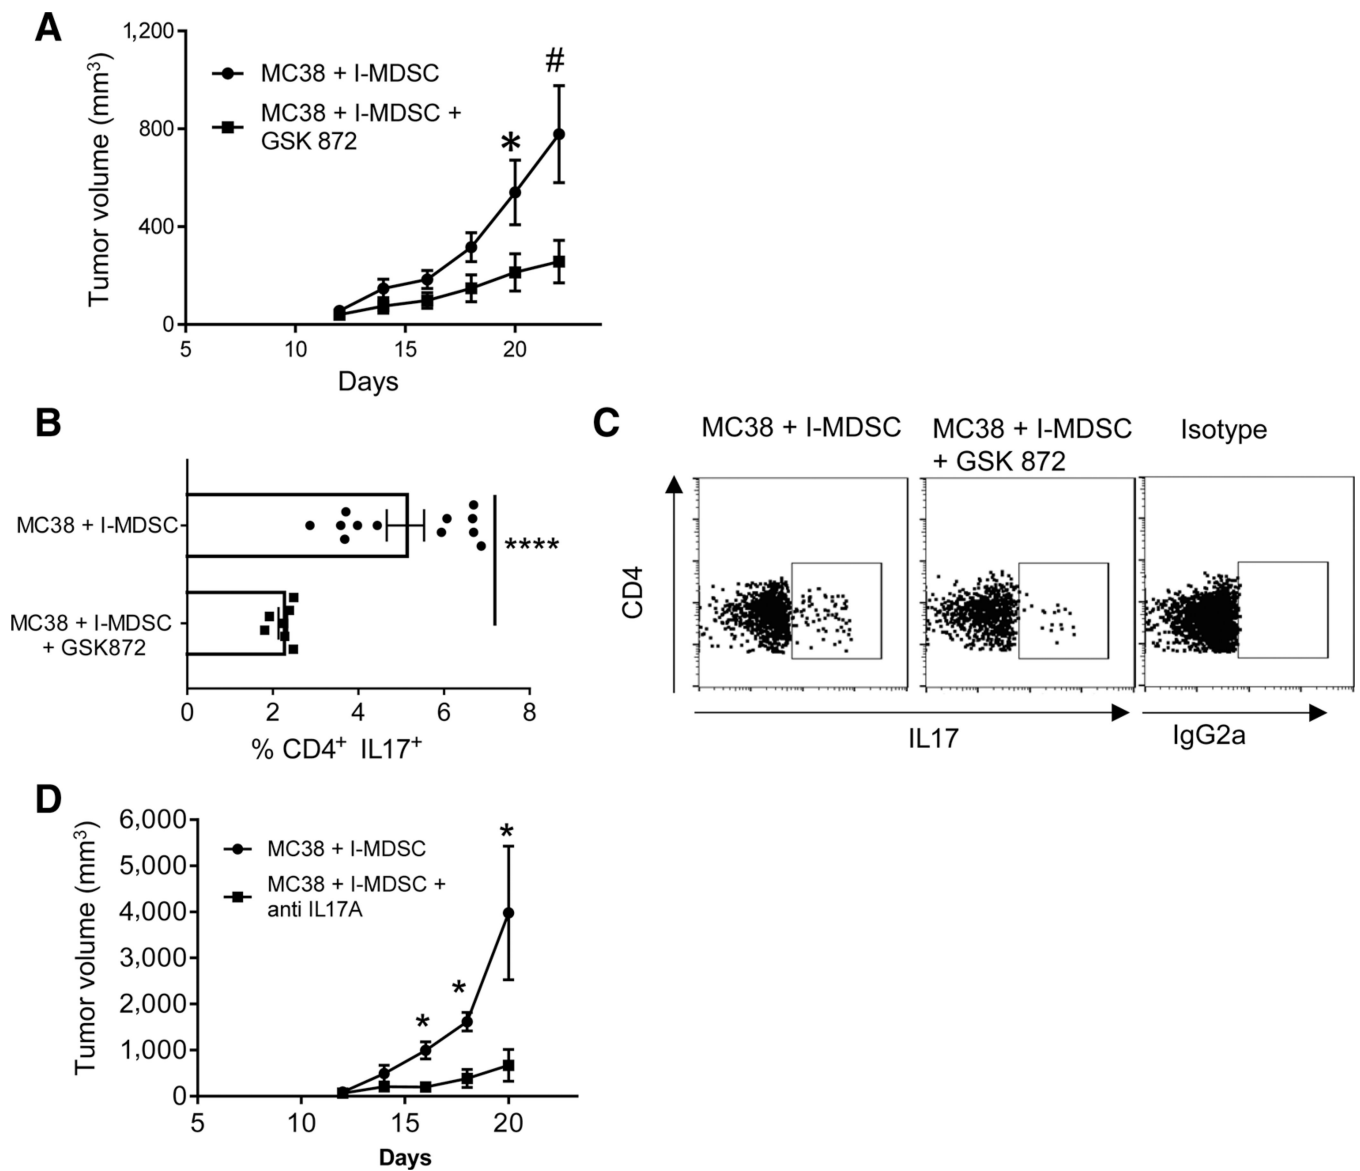 A
1,200
800
400
0
Tumor volume (mm³)
MC38 + I-MDSC
MC38 + I-MDSC +
GSK 872
*
#
5 10 15 20
Days
B
MC38 + I-MDSC
MC38 + I-MDSC
+ GSK872
****
0 2 4 6 8
% CD4⁺ IL17⁺
C
MC38 + I-MDSC
MC38 + I-MDSC
+ GSK 872
Isotype
CD4
IL17
IgG2a
D
6,000
5,000
4,000
3,000
2,000
1,000
0
Tumor volume (mm³)
MC38 + I-MDSC
MC38 + I-MDSC +
anti IL17A
*
*
*
5 10 15 20
Days